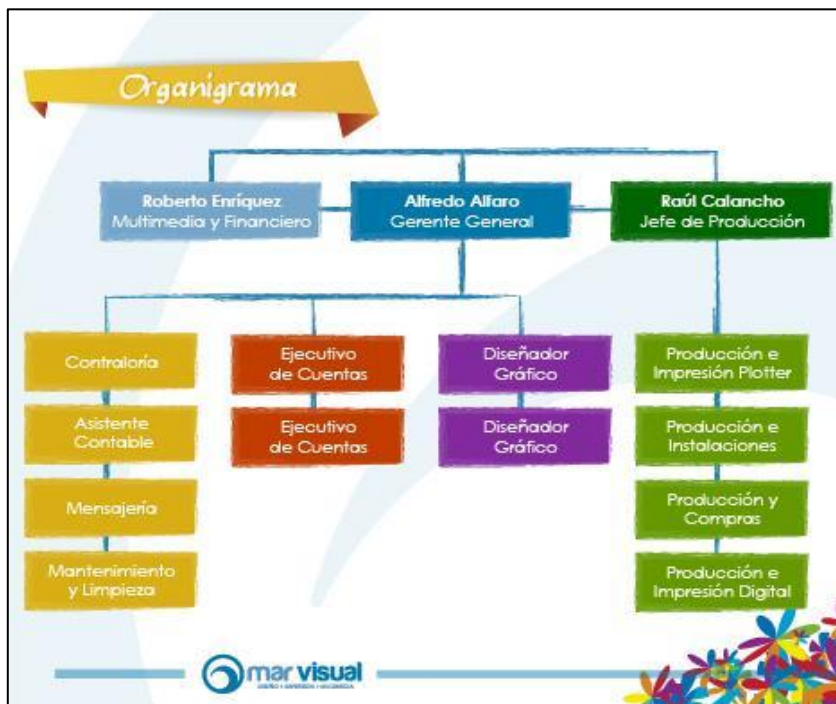 Organigrama
Roberto Enríquez
Multimedia y Financiero
Alfredo Alfaro
Gerente General
Raúl Calancho
Jefe de Producción
Contraloría
Asistente
Contable
Mensajería
Mantenimiento
y Limpieza
Ejecutivo
de Cuentas
Ejecutivo
de Cuentas
Diseñador
Gráfico
Diseñador
Gráfico
Producción e
Impresión Plotter
Producción e
Instalaciones
Producción y
Compras
Producción e
Impresión Digital
mar visual